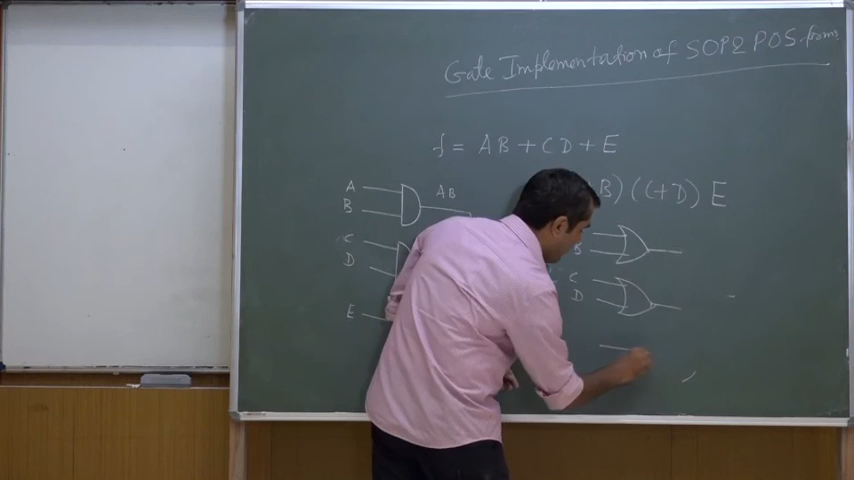 Gate Implementation of SOP & POS forms
f = AB + CD + E
B) (C+D) E
A
B
AB
C
D
E
B
C
D